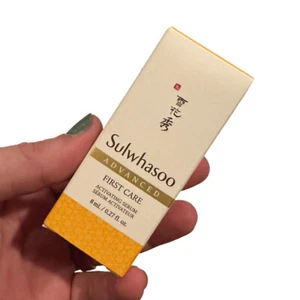 雪花秀
Sulwhasoo
ADVANCED
FIRST CARE
ACTIVATING SERUM
SÉRUM ACTIVATEUR
8 mL / 0.27 fl. oz.